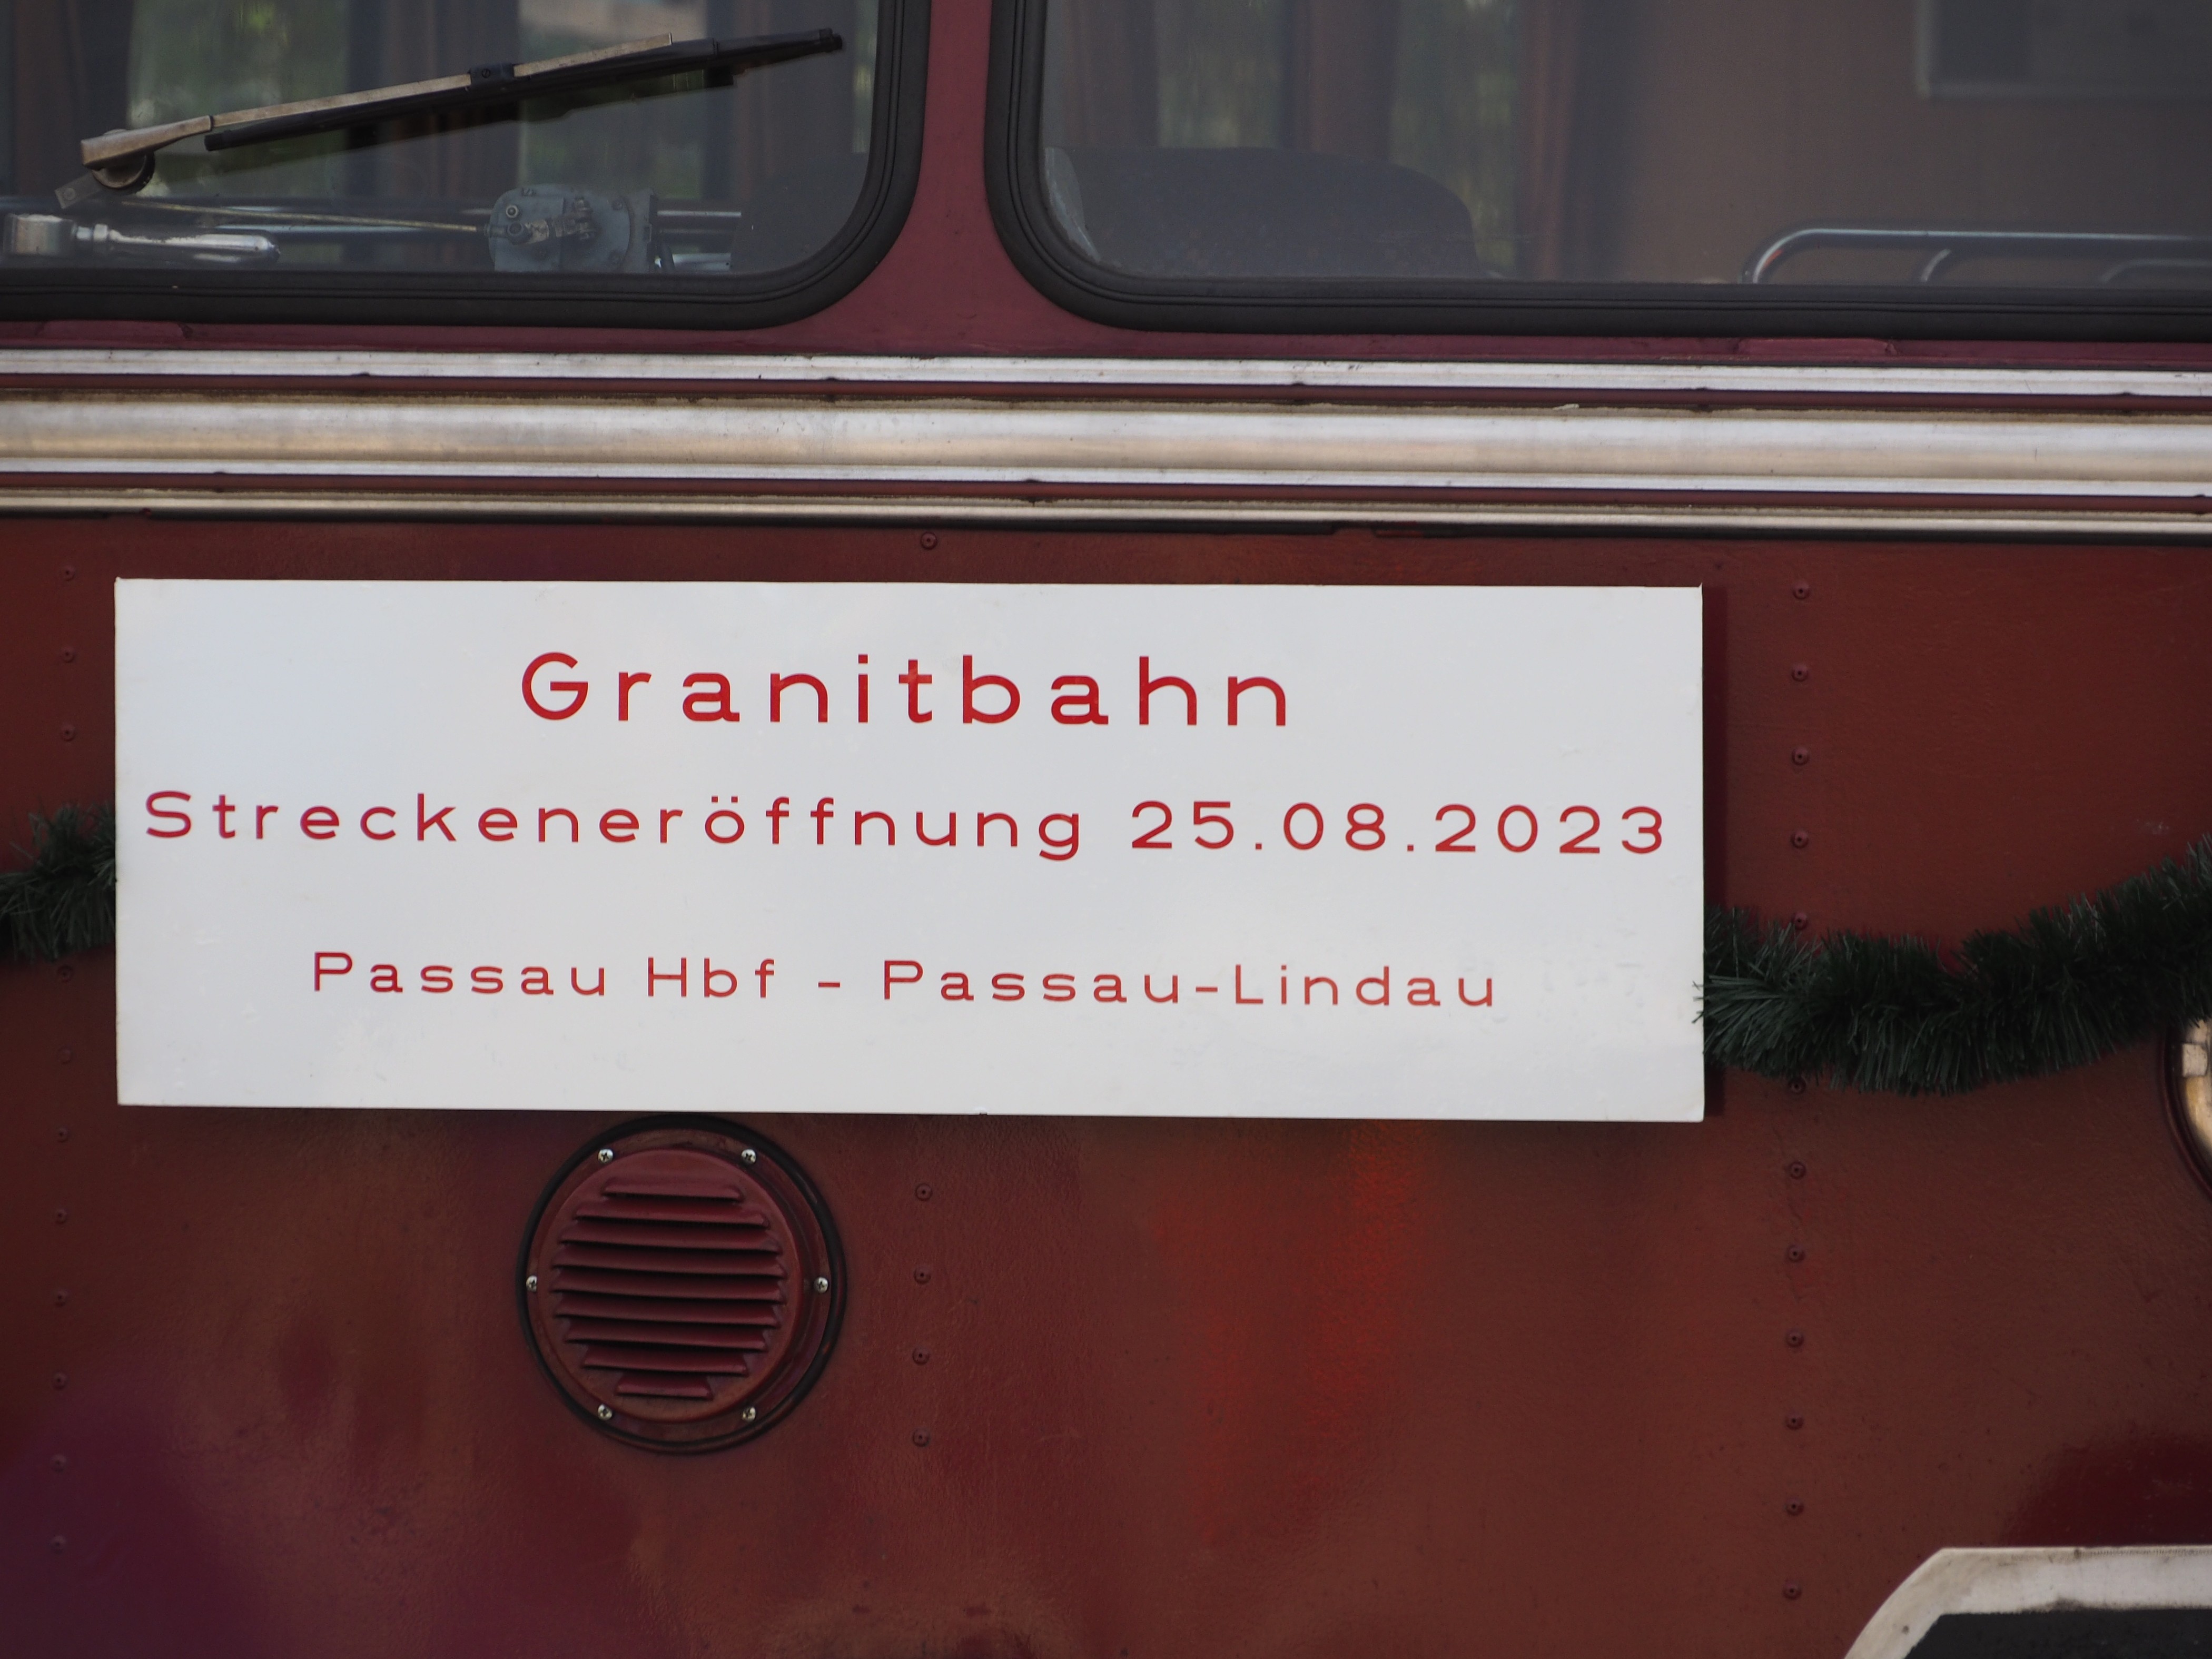 Granitbahn
Streckeneröffnung 25.08.2023
Passau Hbf - Passau-Lindau